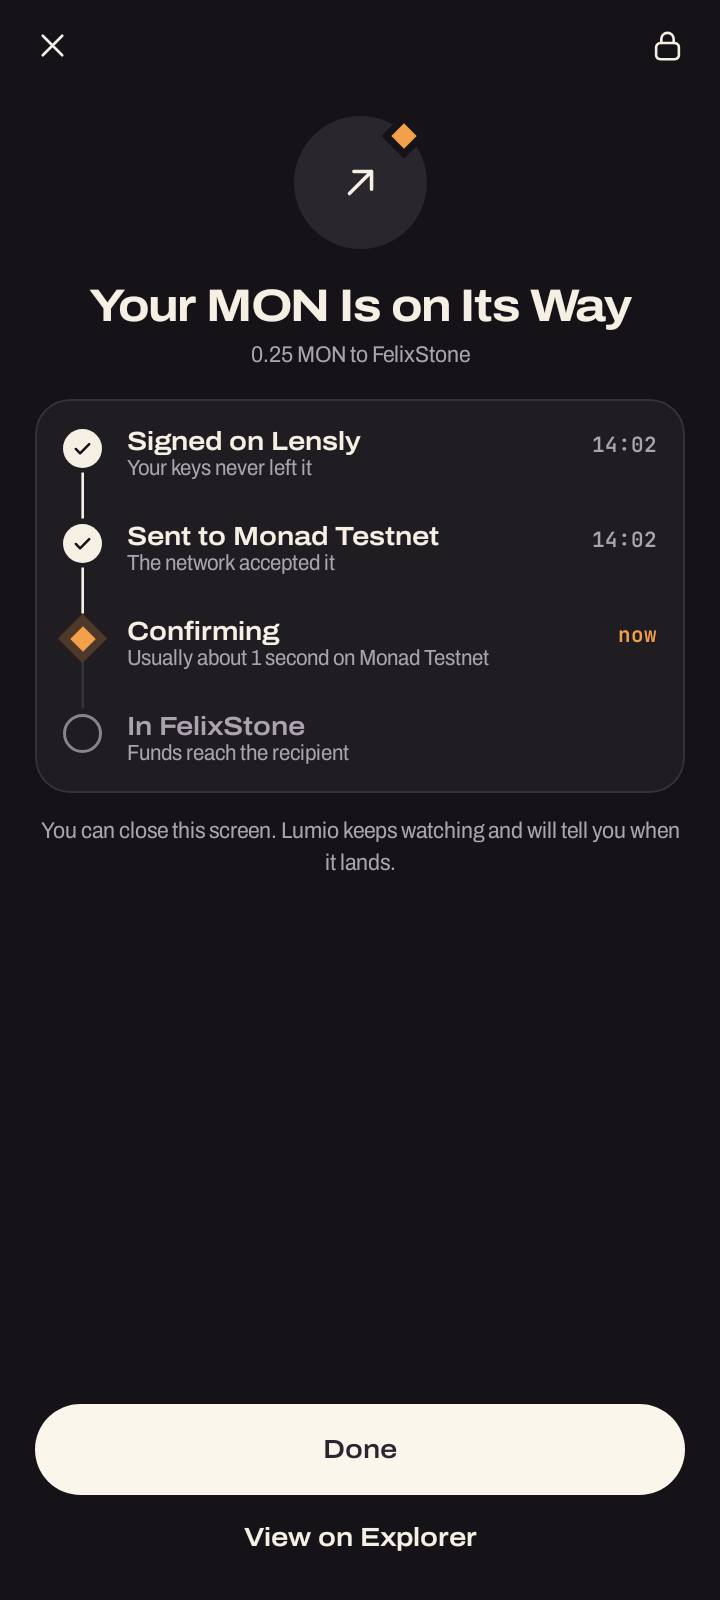 Your MON Is on Its Way
0.25 MON to FelixStone
Signed on Lensly
14:02
Your keys never left it
Sent to Monad Testnet
14:02
The network accepted it
Confirming
now
Usually about 1 second on Monad Testnet
In FelixStone
Funds reach the recipient
You can close this screen. Lumio keeps watching and will tell you when
it lands.
Done
View on Explorer